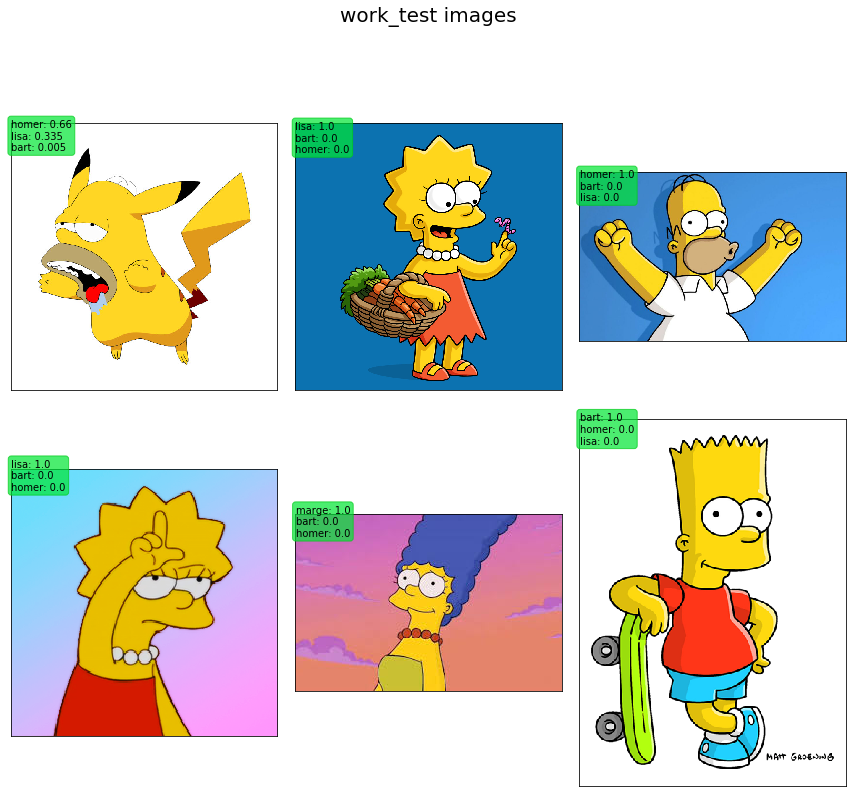 work_test images
homer: 0.66
lisa: 0.335
bart: 0.005
lisa: 1.0
bart: 0.0
homer: 0.0
homer: 1.0
bart: 0.0
lisa: 0.0
lisa: 1.0
bart: 0.0
homer: 0.0
marge: 1.0
bart: 0.0
homer: 0.0
bart: 1.0
homer: 0.0
lisa: 0.0
MATT GROENING